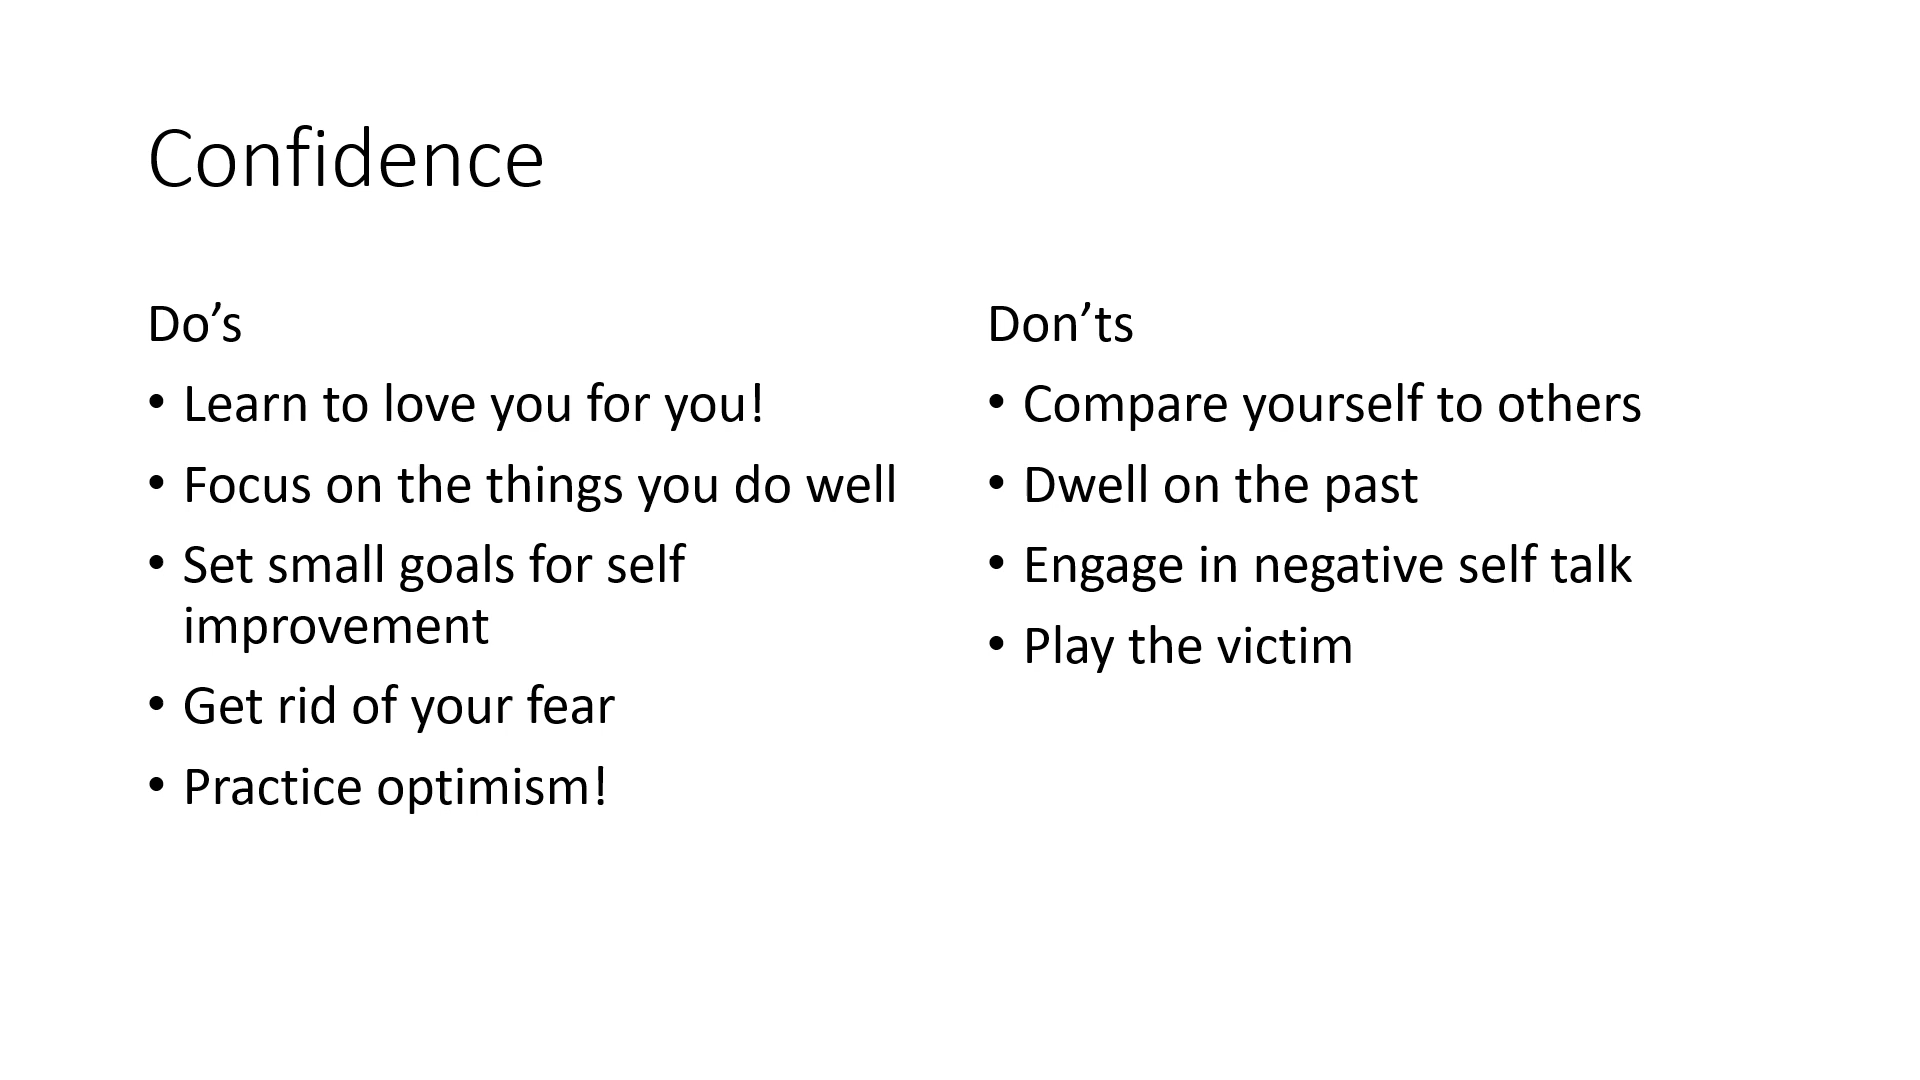 Confidence
Do’s
• Learn to love you for you!
• Focus on the things you do well
• Set small goals for self
improvement
• Get rid of your fear
• Practice optimism!
Don’ts
• Compare yourself to others
• Dwell on the past
• Engage in negative self talk
• Play the victim